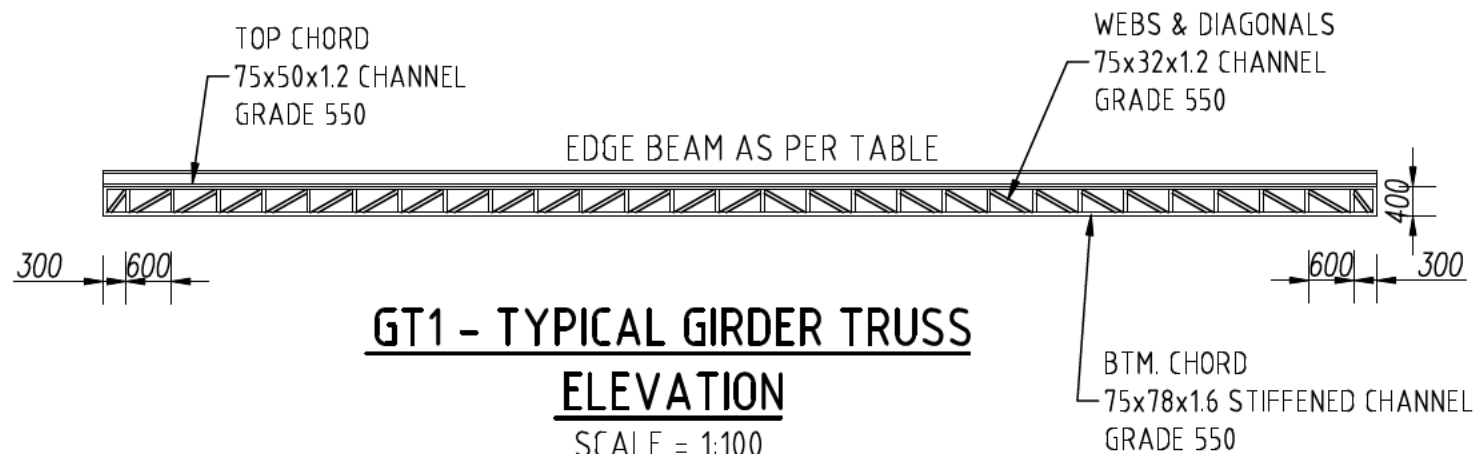 TOP CHORD
75x50x1.2 CHANNEL
GRADE 550
WEBS & DIAGONALS
75x32x1.2 CHANNEL
GRADE 550
EDGE BEAM AS PER TABLE
400
300
600
600
300
GT1 - TYPICAL GIRDER TRUSS
ELEVATION
SCALE = 1:100
BTM. CHORD
75x78x1.6 STIFFENED CHANNEL
GRADE 550